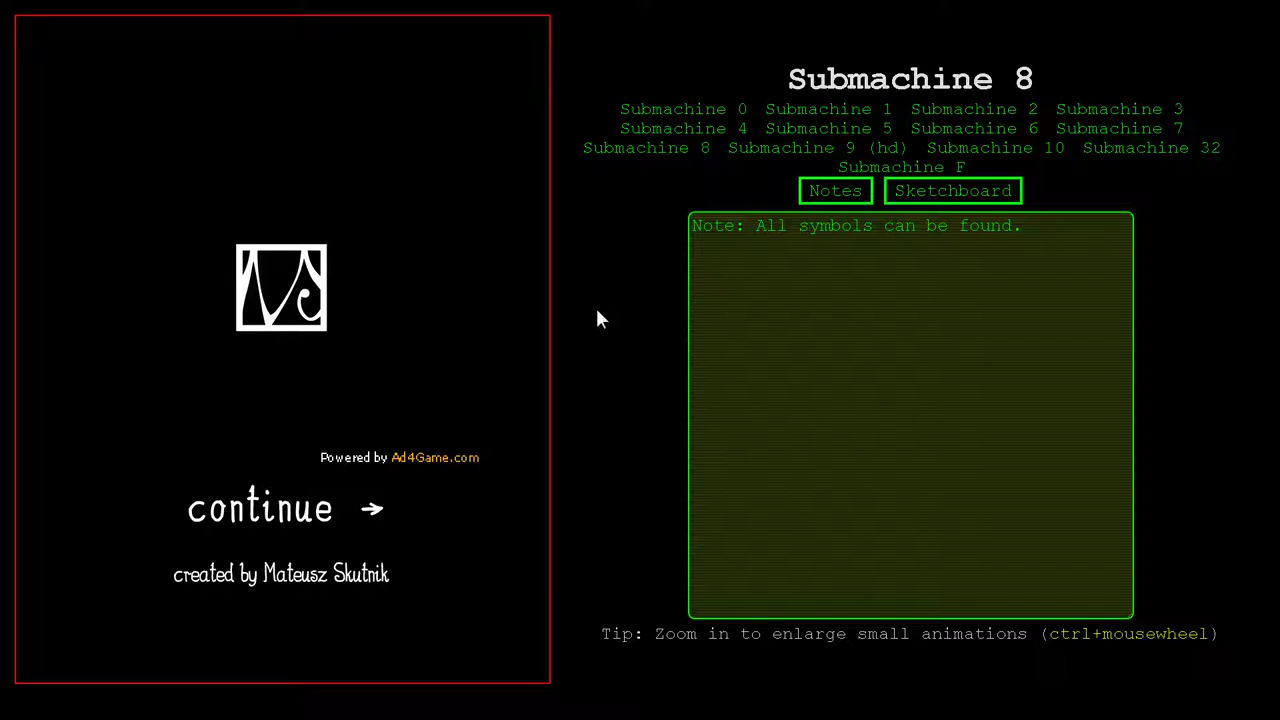 Powered by Ad4Game.com
continue →
created by Mateusz Skutnik
Submachine 8
Submachine 0 Submachine 1 Submachine 2 Submachine 3
Submachine 4 Submachine 5 Submachine 6 Submachine 7
Submachine 8 Submachine 9 (hd) Submachine 10 Submachine 32
Submachine F
Notes Sketchboard
Note: All symbols can be found.
Tip: Zoom in to enlarge small animations (ctrl+mousewheel)